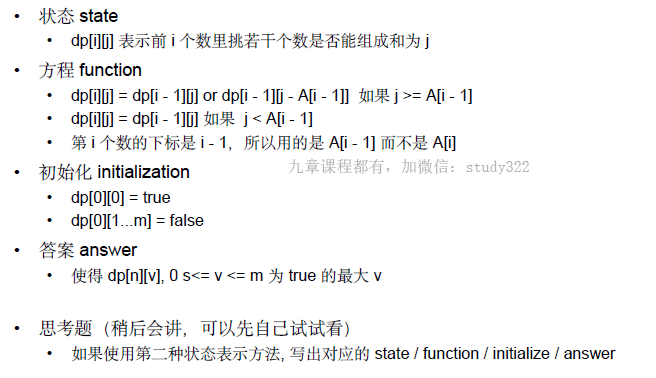 • 状态 state
• dp[i][j] 表示前 i 个数里挑若干个数是否能组成和为 j
• 方程 function
• dp[i][j] = dp[i - 1][j] or dp[i - 1][j - A[i - 1]] 如果 j >= A[i - 1]
• dp[i][j] = dp[i - 1][j] 如果 j < A[i - 1]
• 第 i 个数的下标是 i - 1，所以用的是 A[i - 1] 而不是 A[i]
九章课程都有，加微信：study322
• 初始化 initialization
• dp[0][0] = true
• dp[0][1...m] = false
• 答案 answer
• 使得 dp[n][v], 0 s<= v <= m 为 true 的最大 v
• 思考题（稍后会讲，可以先自己试试看）
• 如果使用第二种状态表示方法, 写出对应的 state / function / initialize / answer